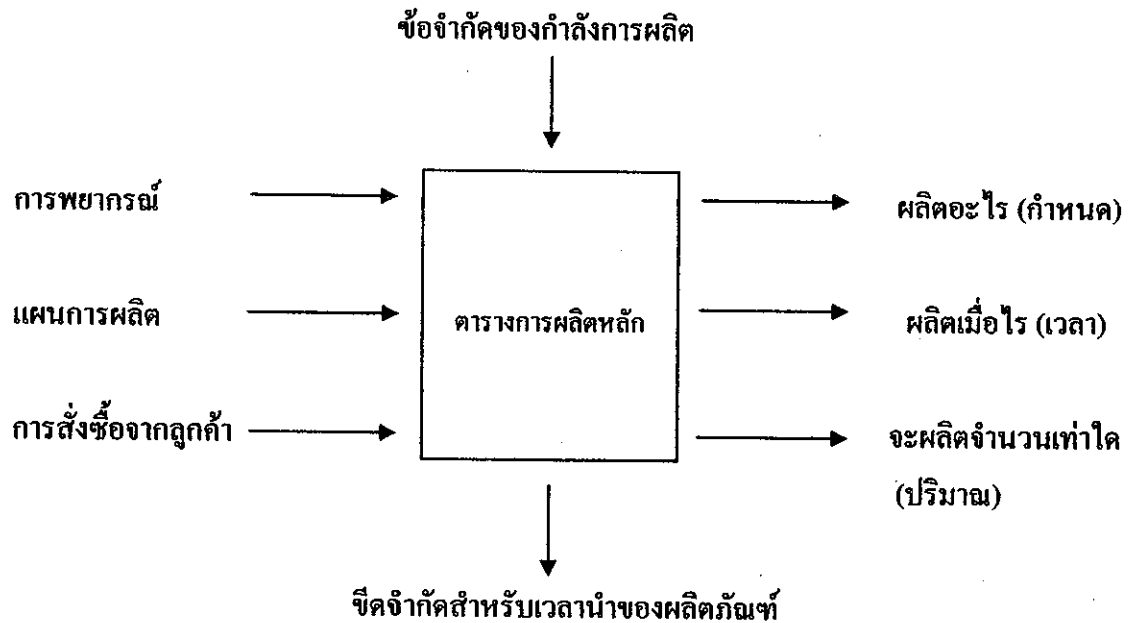 ข้อจำกัดของกำลังการผลิต
การพยากรณ์
ผลิตอะไร (กำหนด)
แผนการผลิต
ตารางการผลิตหลัก
ผลิตเมื่อไร (เวลา)
การสั่งซื้อจากลูกค้า
จะผลิตจำนวนเท่าใด
(ปริมาณ)
ขีดจำกัดสำหรับเวลานำของผลิตภัณฑ์